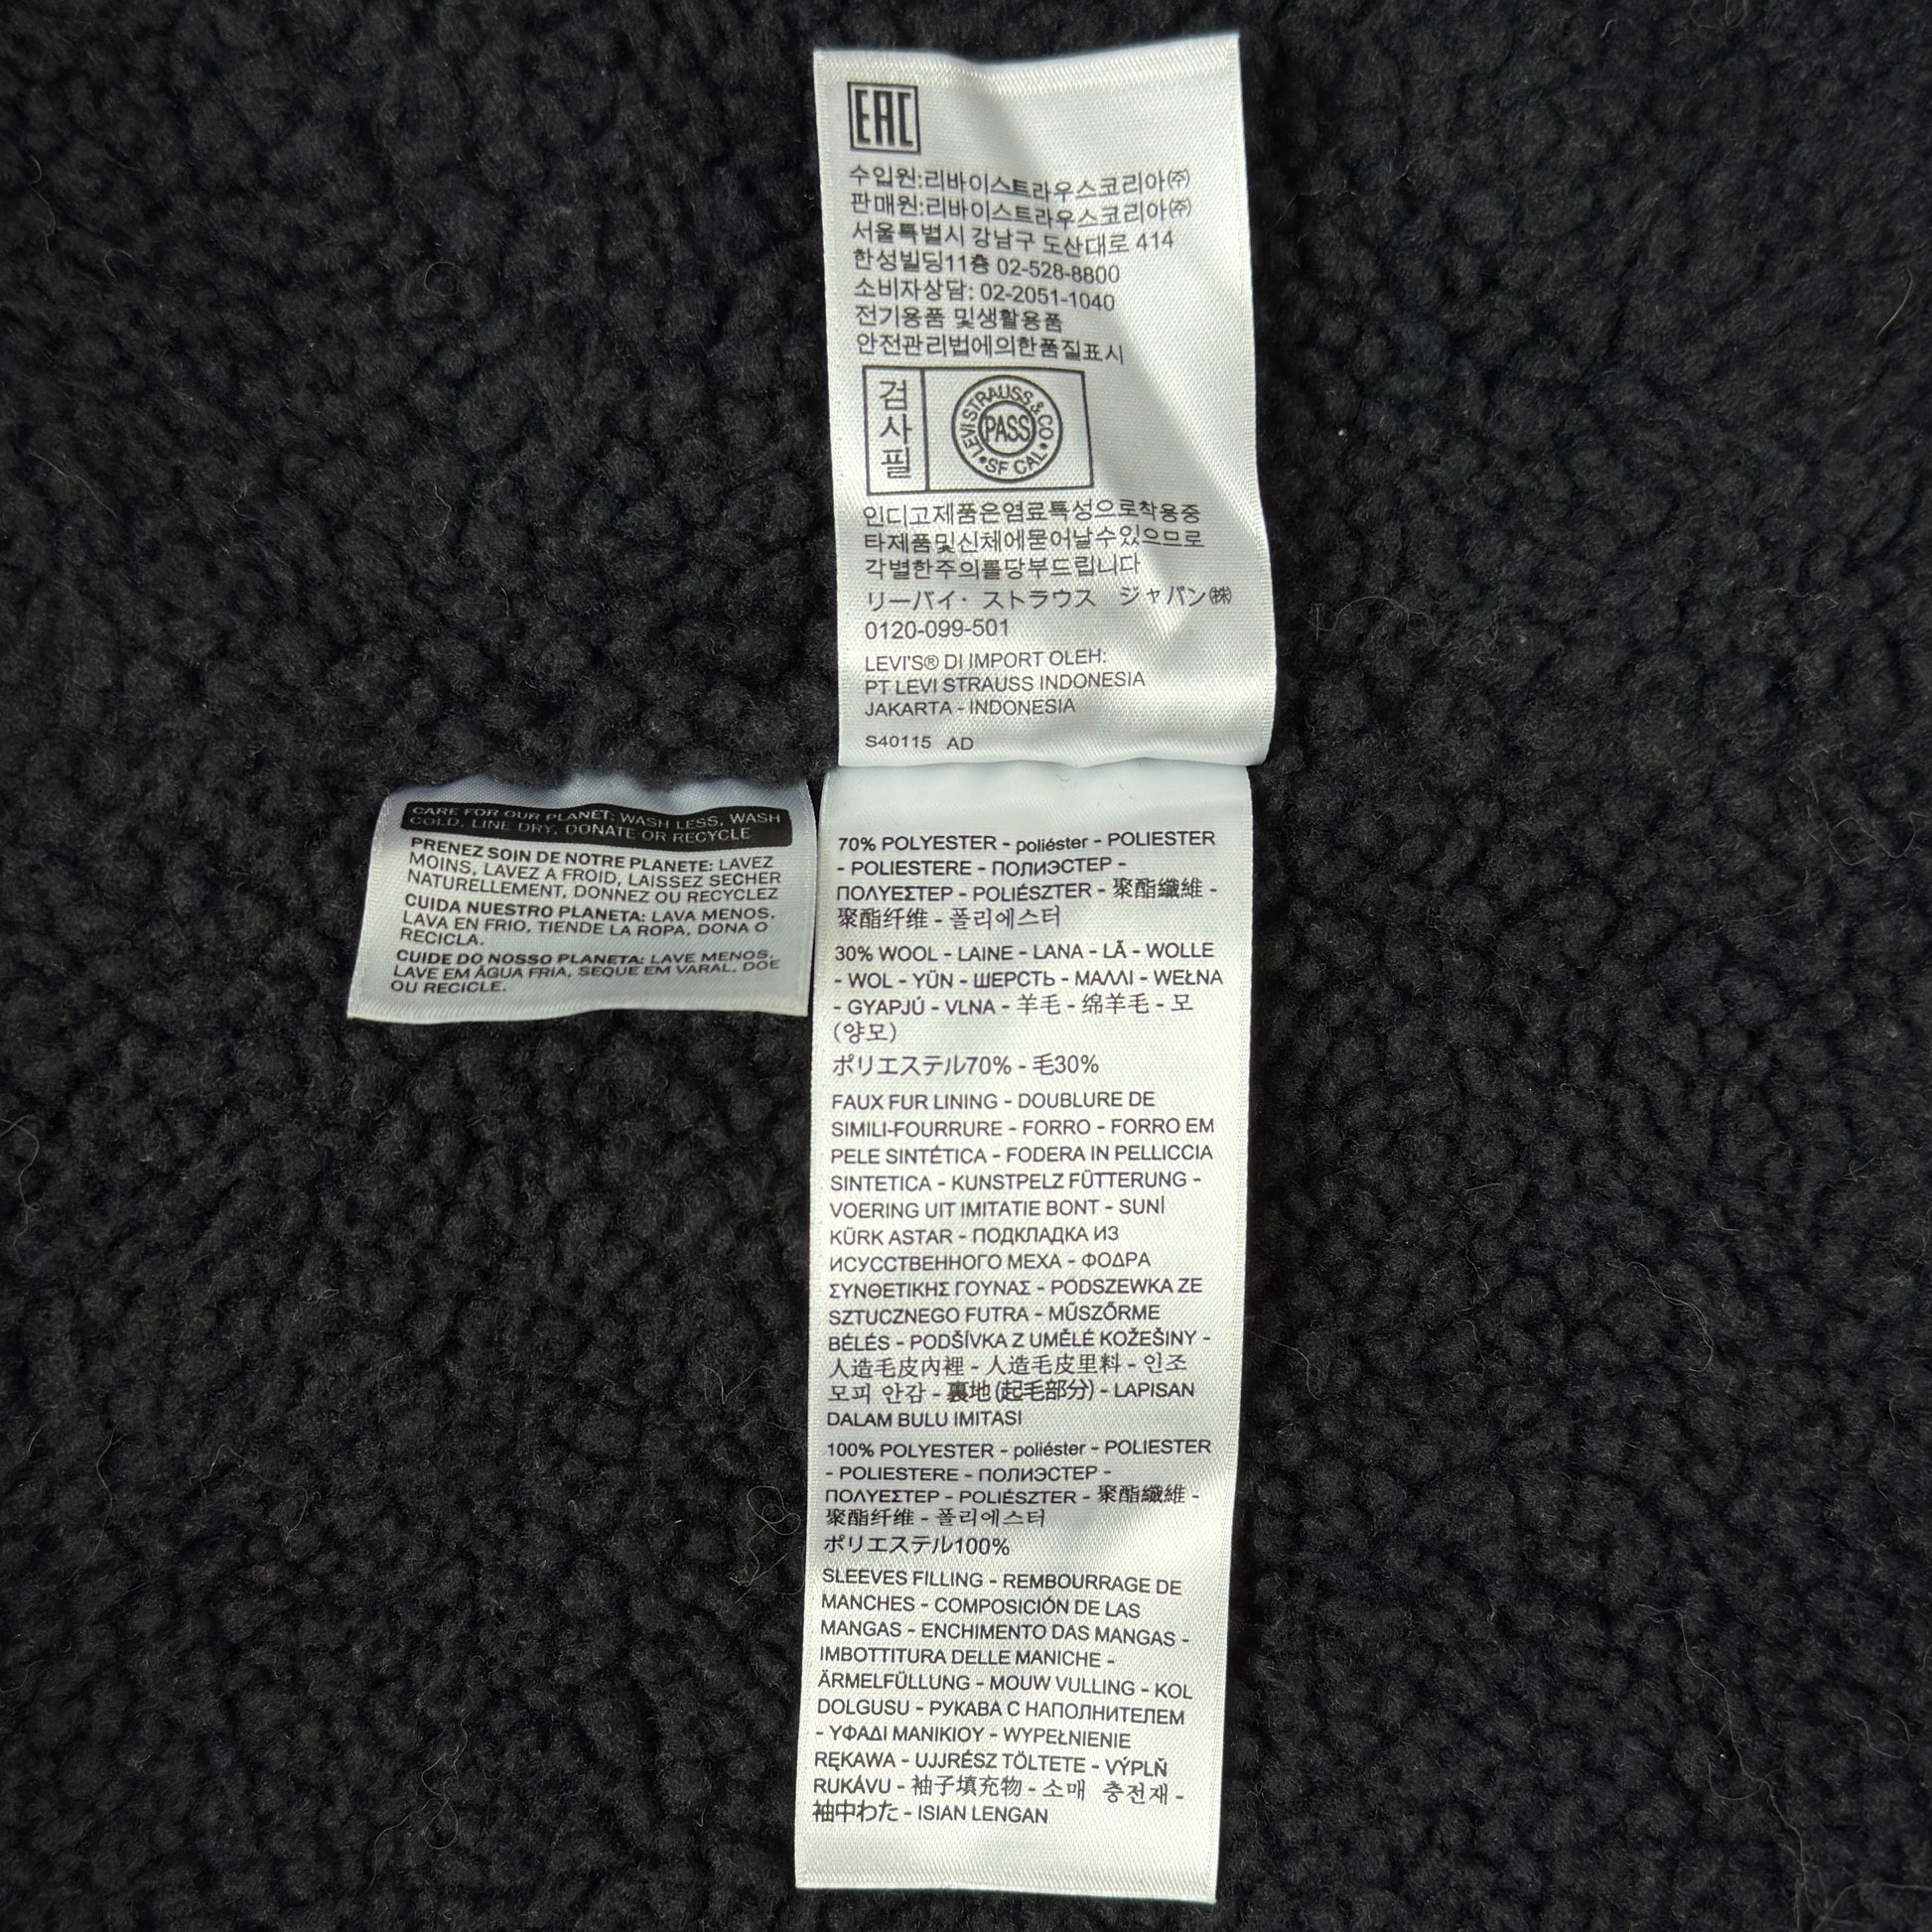 EAC
수입원:리바이스트라우스코리아㈜
판매원:리바이스트라우스코리아㈜
서울특별시 강남구 도산대로 414
한성빌딩11층 02-528-8800
소비자상담: 02-2051-1040
전기용품 및생활용품
안전관리법에의한품질표시
검사필
LEVI STRAUSS & CO
PASS
•SF CAL•
인디고제품은염료특성으로착용중
타제품및신체에묻어날수있으므로
각별한주의를당부드립니다
リーバイ・ストラウス ジャパン㈱
0120-099-501
LEVI'S® DI IMPORT OLEH:
PT LEVI STRAUSS INDONESIA
JAKARTA - INDONESIA
S40115 AD
CARE FOR OUR PLANET: WASH LESS, WASH
COLD, LINE DRY, DONATE OR RECYCLE
PRENEZ SOIN DE NOTRE PLANETE: LAVEZ
MOINS, LAVEZ A FROID, LAISSEZ SECHER
NATURELLEMENT, DONNEZ OU RECYCLEZ
CUIDA NUESTRO PLANETA: LAVA MENOS,
LAVA EN FRIO, TIENDE LA ROPA, DONA O
RECICLA.
CUIDE DO NOSSO PLANETA: LAVE MENOS,
LAVE EM ÁGUA FRIA, SEQUE EM VARAL, DOE
OU RECICLE.
70% POLYESTER - poliéster - POLIESTER
- POLIESTERE - ПОЛИЭСТЕР -
ΠΟΛΥΕΣΤΕΡ - POLIÉSZTER - 聚酯纖維 -
聚酯纤维 - 폴리에스터
30% WOOL - LAINE - LANA - LÃ - WOLLE
- WOL - YÜN - ШЕРСТЬ - ΜΑΛΛΙ - WEŁNA
- GYAPJÚ - VLNA - 羊毛 - 绵羊毛 - 모
(양모)
ポリエステル70% - 毛30%
FAUX FUR LINING - DOUBLURE DE
SIMILI-FOURRURE - FORRO - FORRO EM
PELE SINTÉTICA - FODERA IN PELLICCIA
SINTETICA - KUNSTPELZ FÜTTERUNG -
VOERING UIT IMITATIE BONT - SUNİ
KÜRK ASTAR - ПОДКЛАДКА ИЗ
ИСУССТВЕННОГО МЕХА - ΦΟΔΡΑ
ΣΥΝΘΕΤΙΚΗΣ ΓΟΥΝΑΣ - PODSZEWKA ZE
SZTUCZNEGO FUTRA - MŰSZŐRME
BÉLÉS - PODŠÍVKA Z UMĚLÉ KOŽEŠINY -
人造毛皮內裡 - 人造毛皮里料 - 인조
모피 안감 - 裏地(起毛部分) - LAPISAN
DALAM BULU IMITASI
100% POLYESTER - poliéster - POLIESTER
- POLIESTERE - ПОЛИЭСТЕР -
ΠΟΛΥΕΣΤΕΡ - POLIÉSZTER - 聚酯纖維 -
聚酯纤维 - 폴리에스터
ポリエステル100%
SLEEVES FILLING - REMBOURRAGE DE
MANCHES - COMPOSICIÓN DE LAS
MANGAS - ENCHIMENTO DAS MANGAS -
IMBOTTITURA DELLE MANICHE -
ÄRMELFÜLLUNG - MOUW VULLING - KOL
DOLGUSU - РУКАВА С НАПОЛНИТЕЛЕМ
- ΥΦΑΔΙ ΜΑΝΙΚΙΟΥ - WYPEŁNIENIE
RĘKAWA - UJJRÉSZ TÖLTETE - VÝPLŇ
RUKÁVU - 袖子填充物 - 소매 충전재 -
袖中わた - ISIAN LENGAN